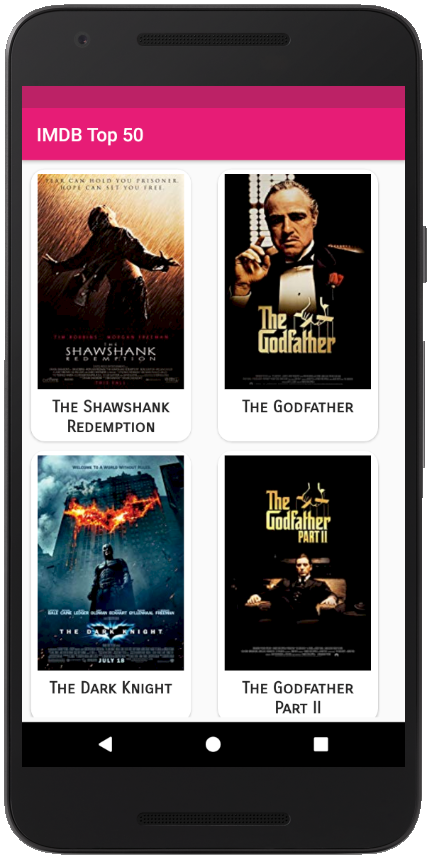 IMDB Top 50
FEAR CAN HOLD YOU PRISONER.
HOPE CAN SET YOU FREE.
TIM ROBBINS MORGAN FREEMAN
THE
SHAWSHANK
REDEMPTION
The Shawshank
Redemption
The
Godfather
The Godfather
WELCOME TO A WORLD WITHOUT RULES.
BALE CAINE LEDGER OLDMAN ECKHART GYLLENHAAL FREEMAN
THE DARK KNIGHT
JULY 18
The Dark Knight
The
Godfather
PART II
The Godfather
Part II